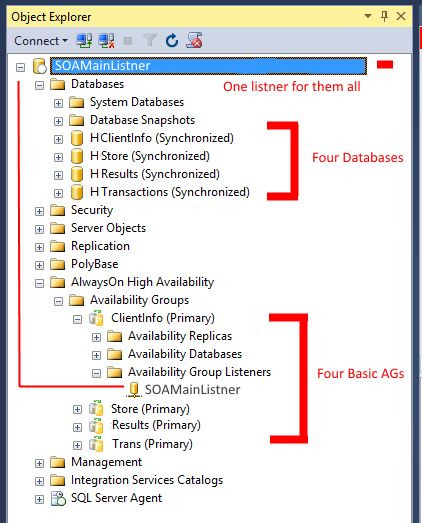 Object Explorer
Connect
SOAMainListner
One listner for them all
Databases
System Databases
Database Snapshots
H ClientInfo (Synchronized)
H Store (Synchronized)
H Results (Synchronized)
H Transactions (Synchronized)
Four Databases
Security
Server Objects
Replication
PolyBase
AlwaysOn High Availability
Availability Groups
ClientInfo (Primary)
Availability Replicas
Availability Databases
Availability Group Listeners
SOAMainListner
Four Basic AGs
Store (Primary)
Results (Primary)
Trans (Primary)
Management
Integration Services Catalogs
SQL Server Agent